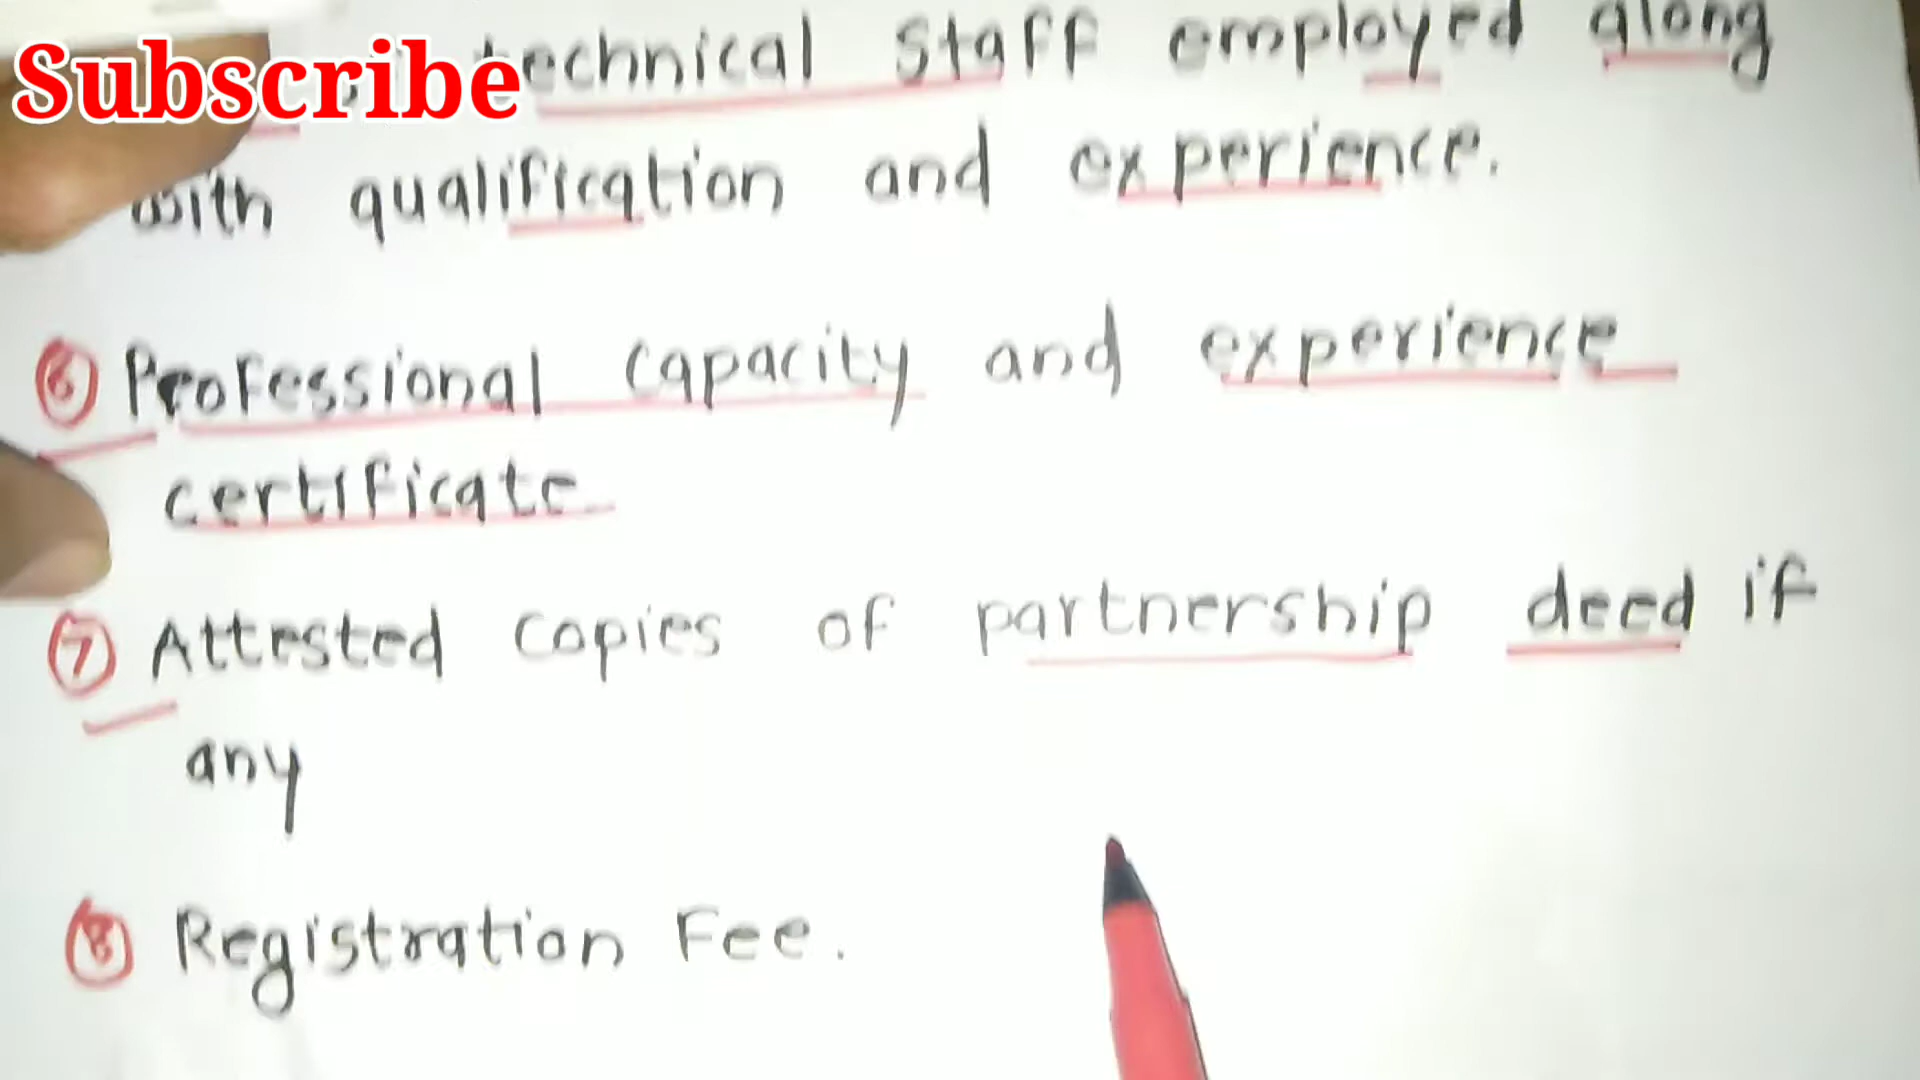 Subscribe
technical staff employed along
with qualification and experience.
⑥ Professional capacity and experience
certificate
⑦ Attested copies of partnership deed if
any
⑧ Registration Fee.